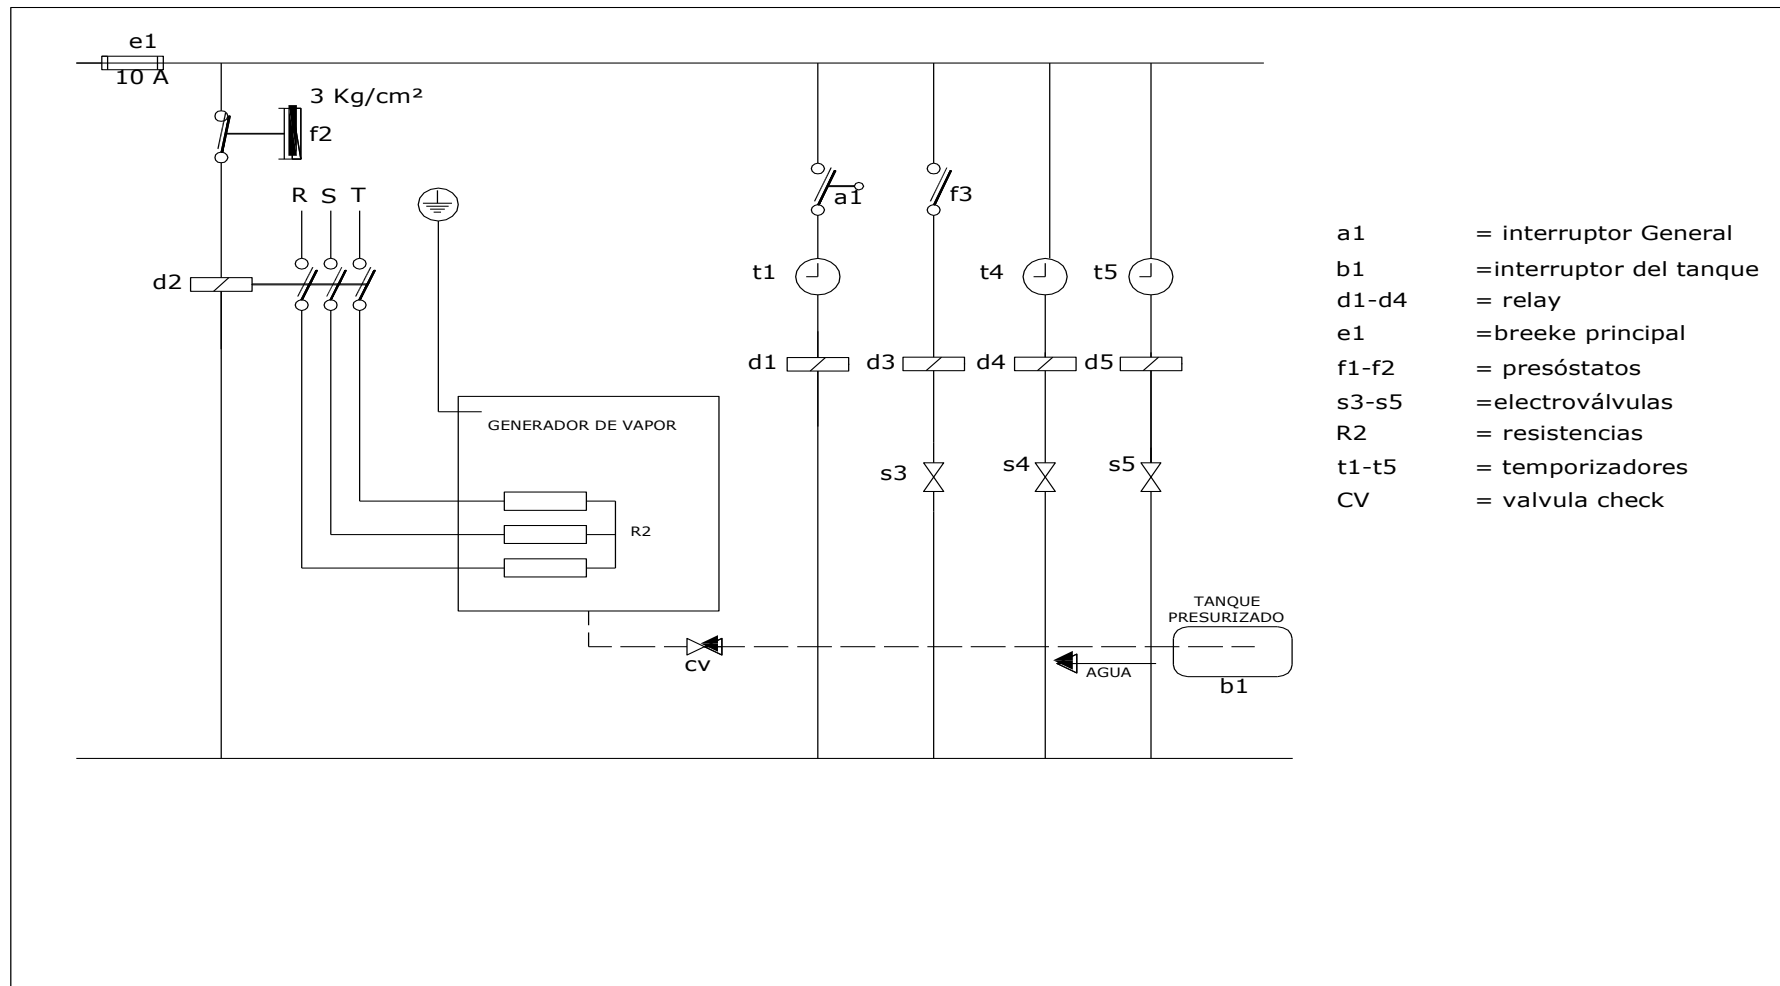 e1
10 A
3 Kg/cm²
f2
R S T
d2
a1
f3
t1
t4
t5
d1
d3
d4
d5
GENERADOR DE VAPOR
s3
s4
s5
R2
TANQUE
PRESURIZADO
cv
AGUA
b1
a1 = interruptor General
b1 =interruptor del tanque
d1-d4 = relay
e1 =breeke principal
f1-f2 = presóstatos
s3-s5 =electroválvulas
R2 = resistencias
t1-t5 = temporizadores
CV = valvula check